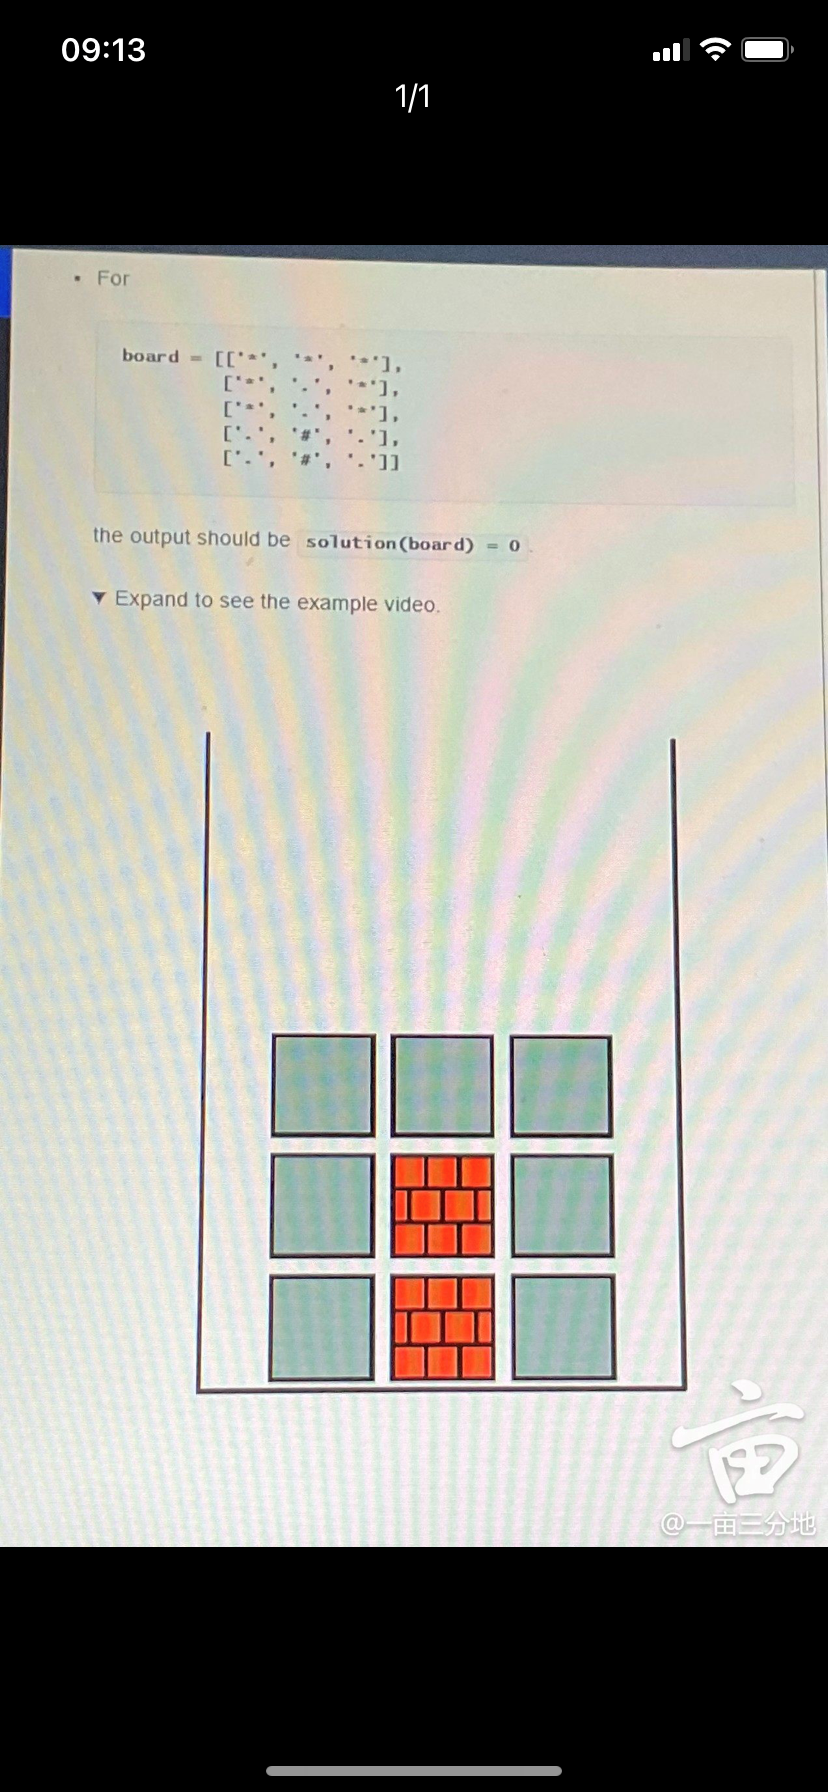 09:13
1/1
• For
board = [['*', '*', '*'],
['*', '.', '*'],
['*', '.', '*'],
['.', '#', '.'],
['.', '#', '.']]
the output should be solution(board) = 0.
▼ Expand to see the example video.
亩
@一亩三分地